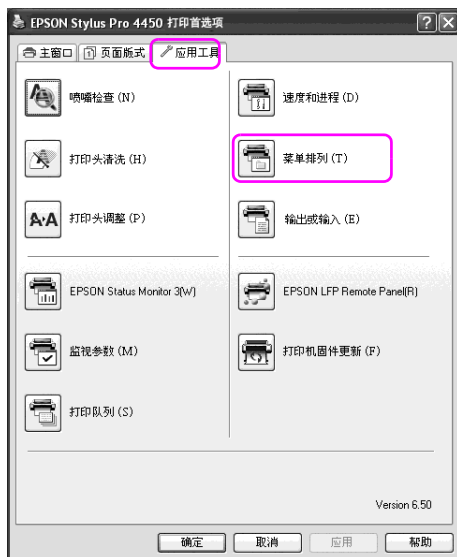 EPSON Stylus Pro 4450 打印首选项
主窗口 页面版式 应用工具
喷嘴检查(N) 速度和进程(D)
打印头清洗(H) 菜单排列(T)
A·A 打印头调整(P) 输出或输入(E)
EPSON Status Monitor 3(W) EPSON LFP Remote Panel(R)
监视参数(M) 打印机固件更新(F)
打印队列(S)
Version 6.50
确定 取消 应用 帮助